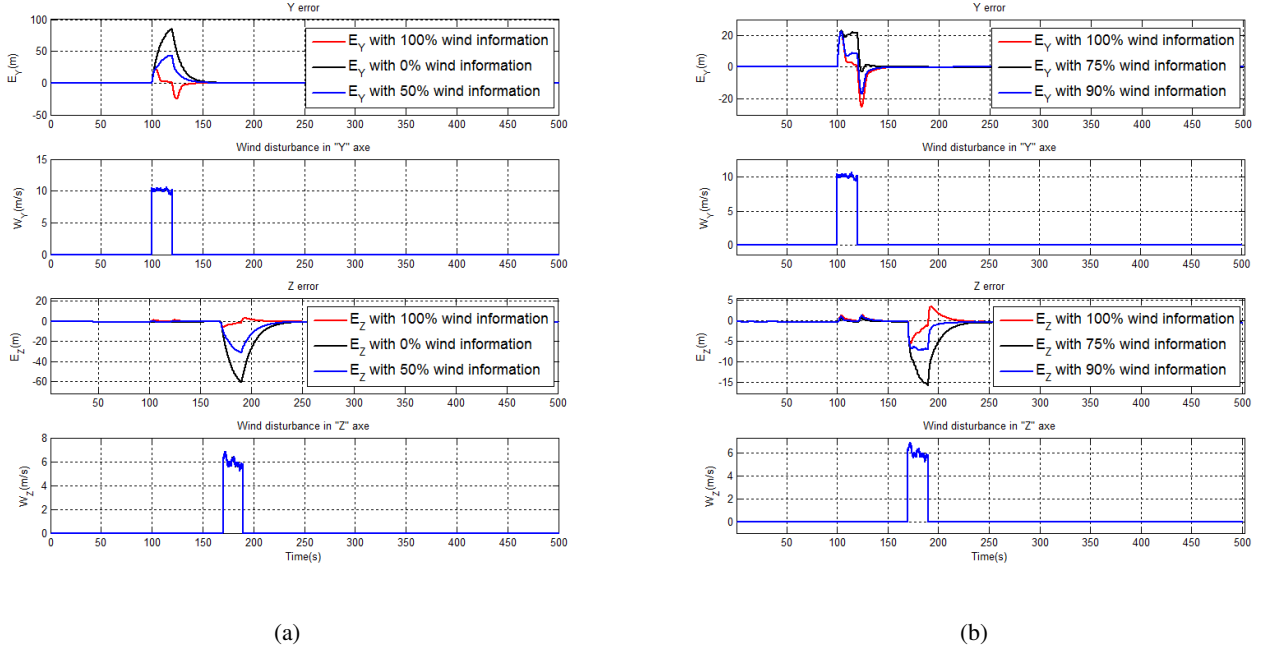 Y error
100
50
0
-50
E_Y(m)
E_Y with 100% wind information
E_Y with 0% wind information
E_Y with 50% wind information
0 50 100 150 200 250 300 350 400 450 500
Wind disturbance in "Y" axe
15
10
5
0
W_Y(m/s)
0 50 100 150 200 250 300 350 400 450 500
Z error
20
0
-20
-40
-60
E_Z(m)
E_Z with 100% wind information
E_Z with 0% wind information
E_Z with 50% wind information
50 100 150 200 250 300 350 400 450 500
Wind disturbance in "Z" axe
8
6
4
2
0
W_Z(m/s)
0 50 100 150 200 250 300 350 400 450 500
Time(s)
(a)
Y error
20
0
-20
E_Y(m)
E_Y with 100% wind information
E_Y with 75% wind information
E_Y with 90% wind information
50 100 150 200 250 300 350 400 450 500
Wind disturbance in "Y" axe
10
5
0
W_Y(m/s)
50 100 150 200 250 300 350 400 450 500
Z error
5
0
-5
-10
-15
E_Z(m)
E_Z with 100% wind information
E_Z with 75% wind information
E_Z with 90% wind information
50 100 150 200 250 300 350 400 450 500
Wind disturbance in "Z" axe
6
4
2
0
W_Z(m/s)
50 100 150 200 250 300 350 400 450 500
Time(s)
(b)